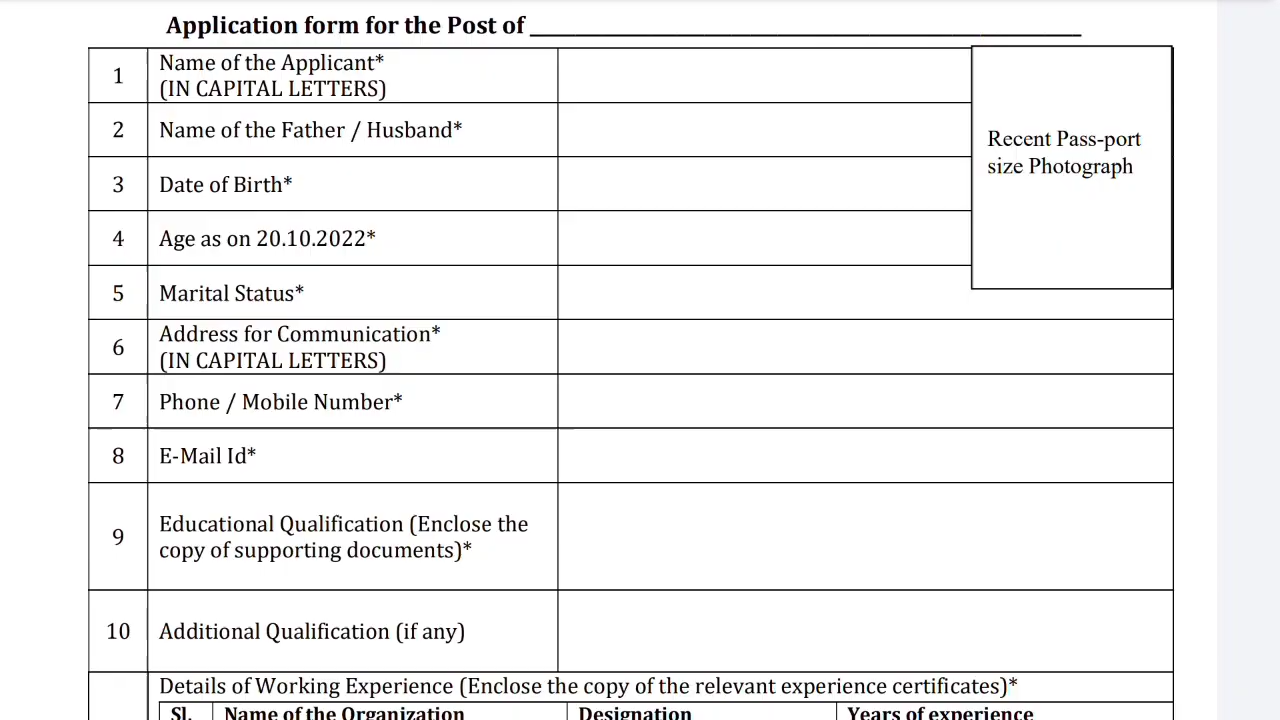 Application form for the Post of
1 Name of the Applicant*
(IN CAPITAL LETTERS)
Recent Pass-port
size Photograph
2 Name of the Father / Husband*
3 Date of Birth*
4 Age as on 20.10.2022*
5 Marital Status*
6 Address for Communication*
(IN CAPITAL LETTERS)
7 Phone / Mobile Number*
8 E-Mail Id*
9 Educational Qualification (Enclose the
copy of supporting documents)*
10 Additional Qualification (if any)
Details of Working Experience (Enclose the copy of the relevant experience certificates)*
Sl. Name of the Organization Designation Years of experience